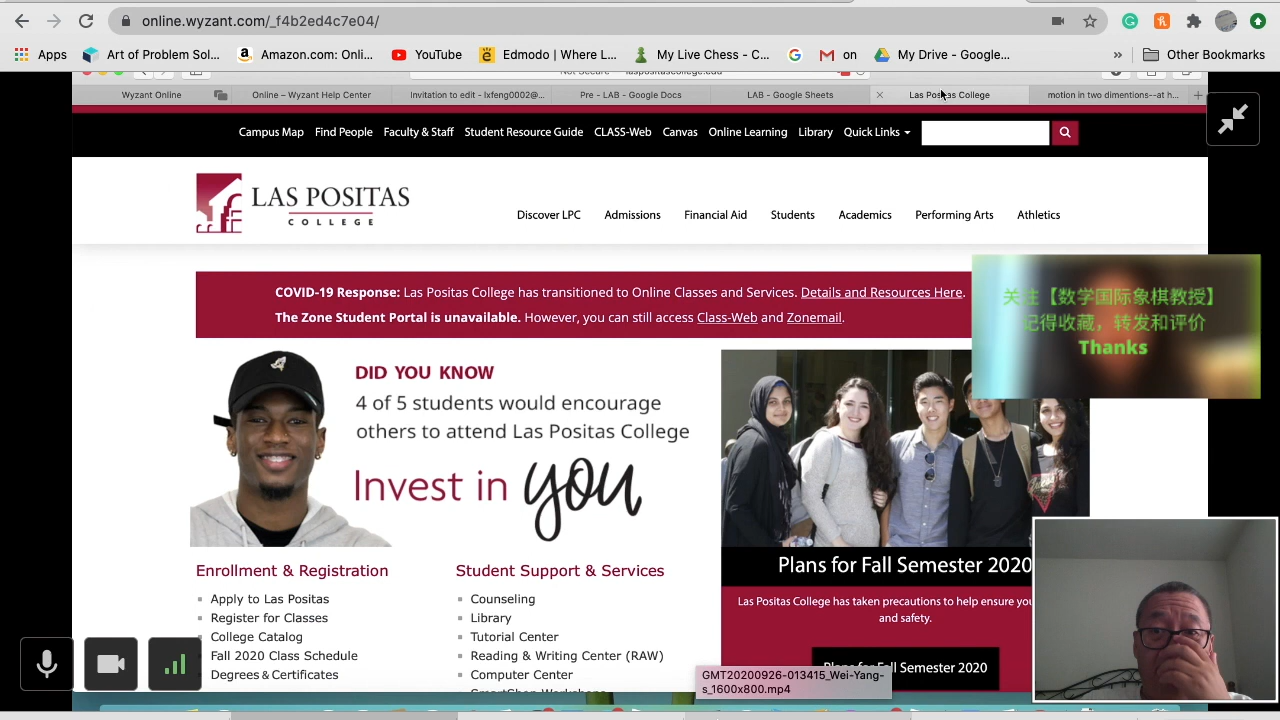 online.wyzant.com/_f4b2ed4c7e04/
Apps
Art of Problem Sol...
Amazon.com: Onli...
YouTube
Edmodo | Where L...
My Live Classes - C...
on
My Drive - Google...
»
Other Bookmarks
Wyzant Online
Online – Wyzant Help Center
Invitation to edit - lxfeng0002@...
Pre - LAB - Google Docs
LAB - Google Sheets
Las Positas College
motion in two dimentions--at h...
Campus Map
Find People
Faculty & Staff
Student Resource Guide
CLASS-Web
Canvas
Online Learning
Library
Quick Links
LAS POSITAS
COLLEGE
Discover LPC
Admissions
Financial Aid
Students
Academics
Performing Arts
Athletics
COVID-19 Response: Las Positas College has transitioned to Online Classes and Services. Details and Resources Here.
The Zone Student Portal is unavailable. However, you can still access Class-Web and Zonemail.
关注【数学国际象棋教授】
记得收藏，转发和评价
Thanks
DID YOU KNOW
4 of 5 students would encourage
others to attend Las Positas College
Invest in you
Enrollment & Registration
Apply to Las Positas
Register for Classes
College Catalog
Fall 2020 Class Schedule
Degrees & Certificates
Student Support & Services
Counseling
Library
Tutorial Center
Reading & Writing Center (RAW)
Computer Center
Plans for Fall Semester 2020
Las Positas College has taken precautions to help ensure you
and safety.
Plans Fall Semester 2020
GMT20200926-013415_Wei-Yang-
s_1600x800.mp4